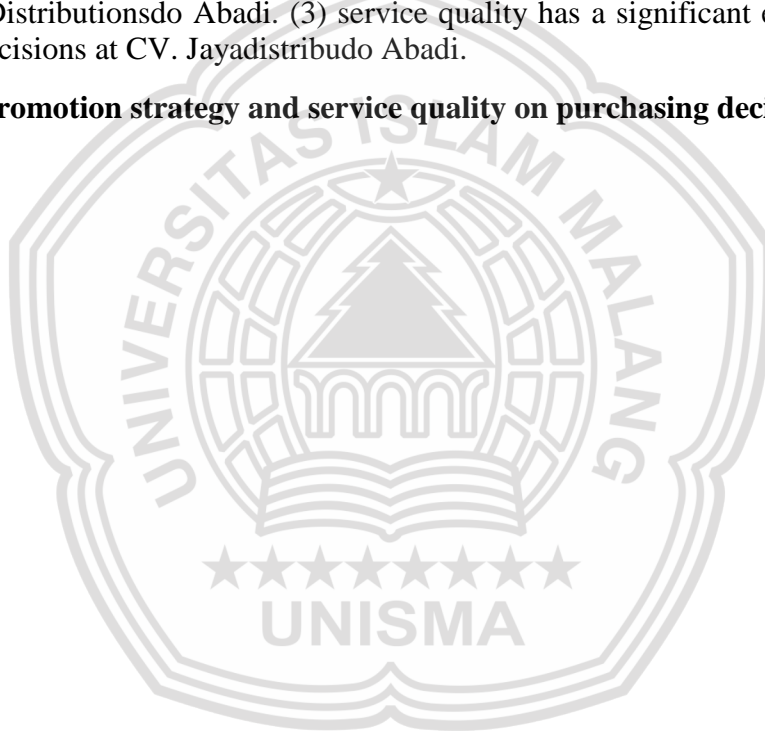 Distributionsdo Abadi. (3) service quality has a significant
cisions at CV. Jayadistribudo Abadi.
romotion strategy and service quality on purchasing deci
UNIVERSITAS ISLAM MALANG
UNISMA